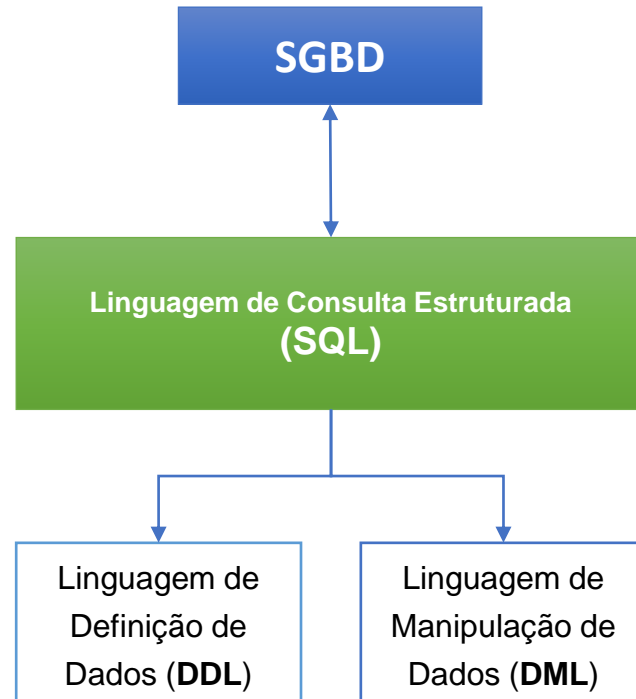 SGBD
Linguagem de Consulta Estruturada
(SQL)
Linguagem de
Definição de
Dados (DDL)
Linguagem de
Manipulação de
Dados (DML)